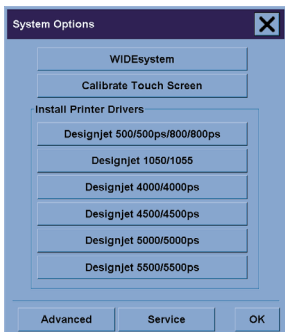 System Options
WIDEsystem
Calibrate Touch Screen
Install Printer Drivers
Designjet 500/500ps/800/800ps
Designjet 1050/1055
Designjet 4000/4000ps
Designjet 4500/4500ps
Designjet 5000/5000ps
Designjet 5500/5500ps
Advanced Service OK